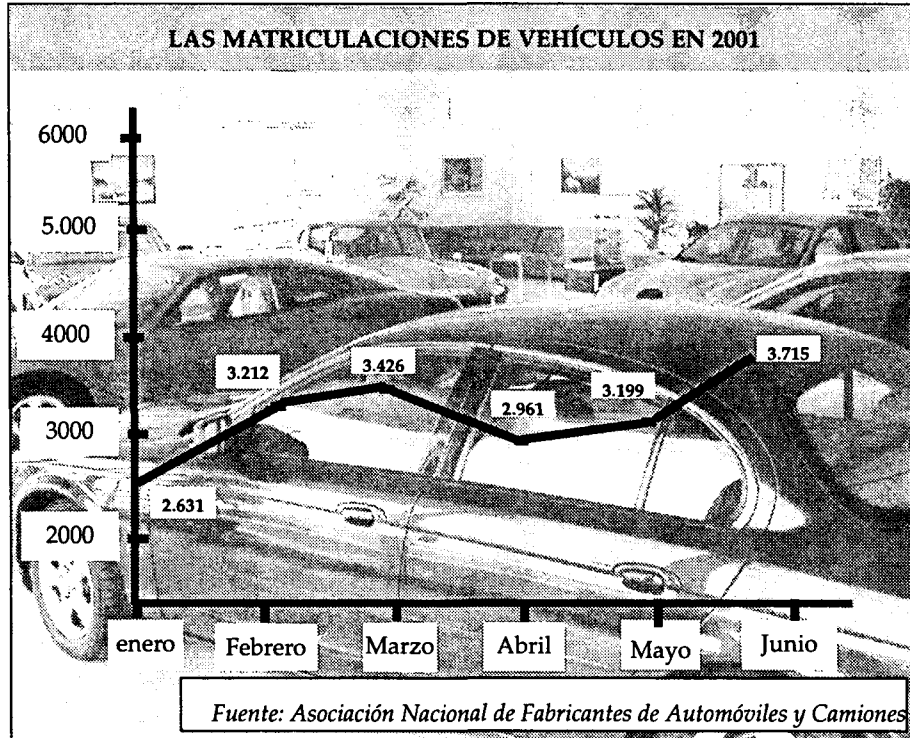 LAS MATRICULACIONES DE VEHÍCULOS EN 2001
6000
5.000
4000
3000
2000
3.212
3.426
2.961
3.199
3.715
2.631
enero
Febrero
Marzo
Abril
Mayo
Junio
Fuente: Asociación Nacional de Fabricantes de Automóviles y Camiones